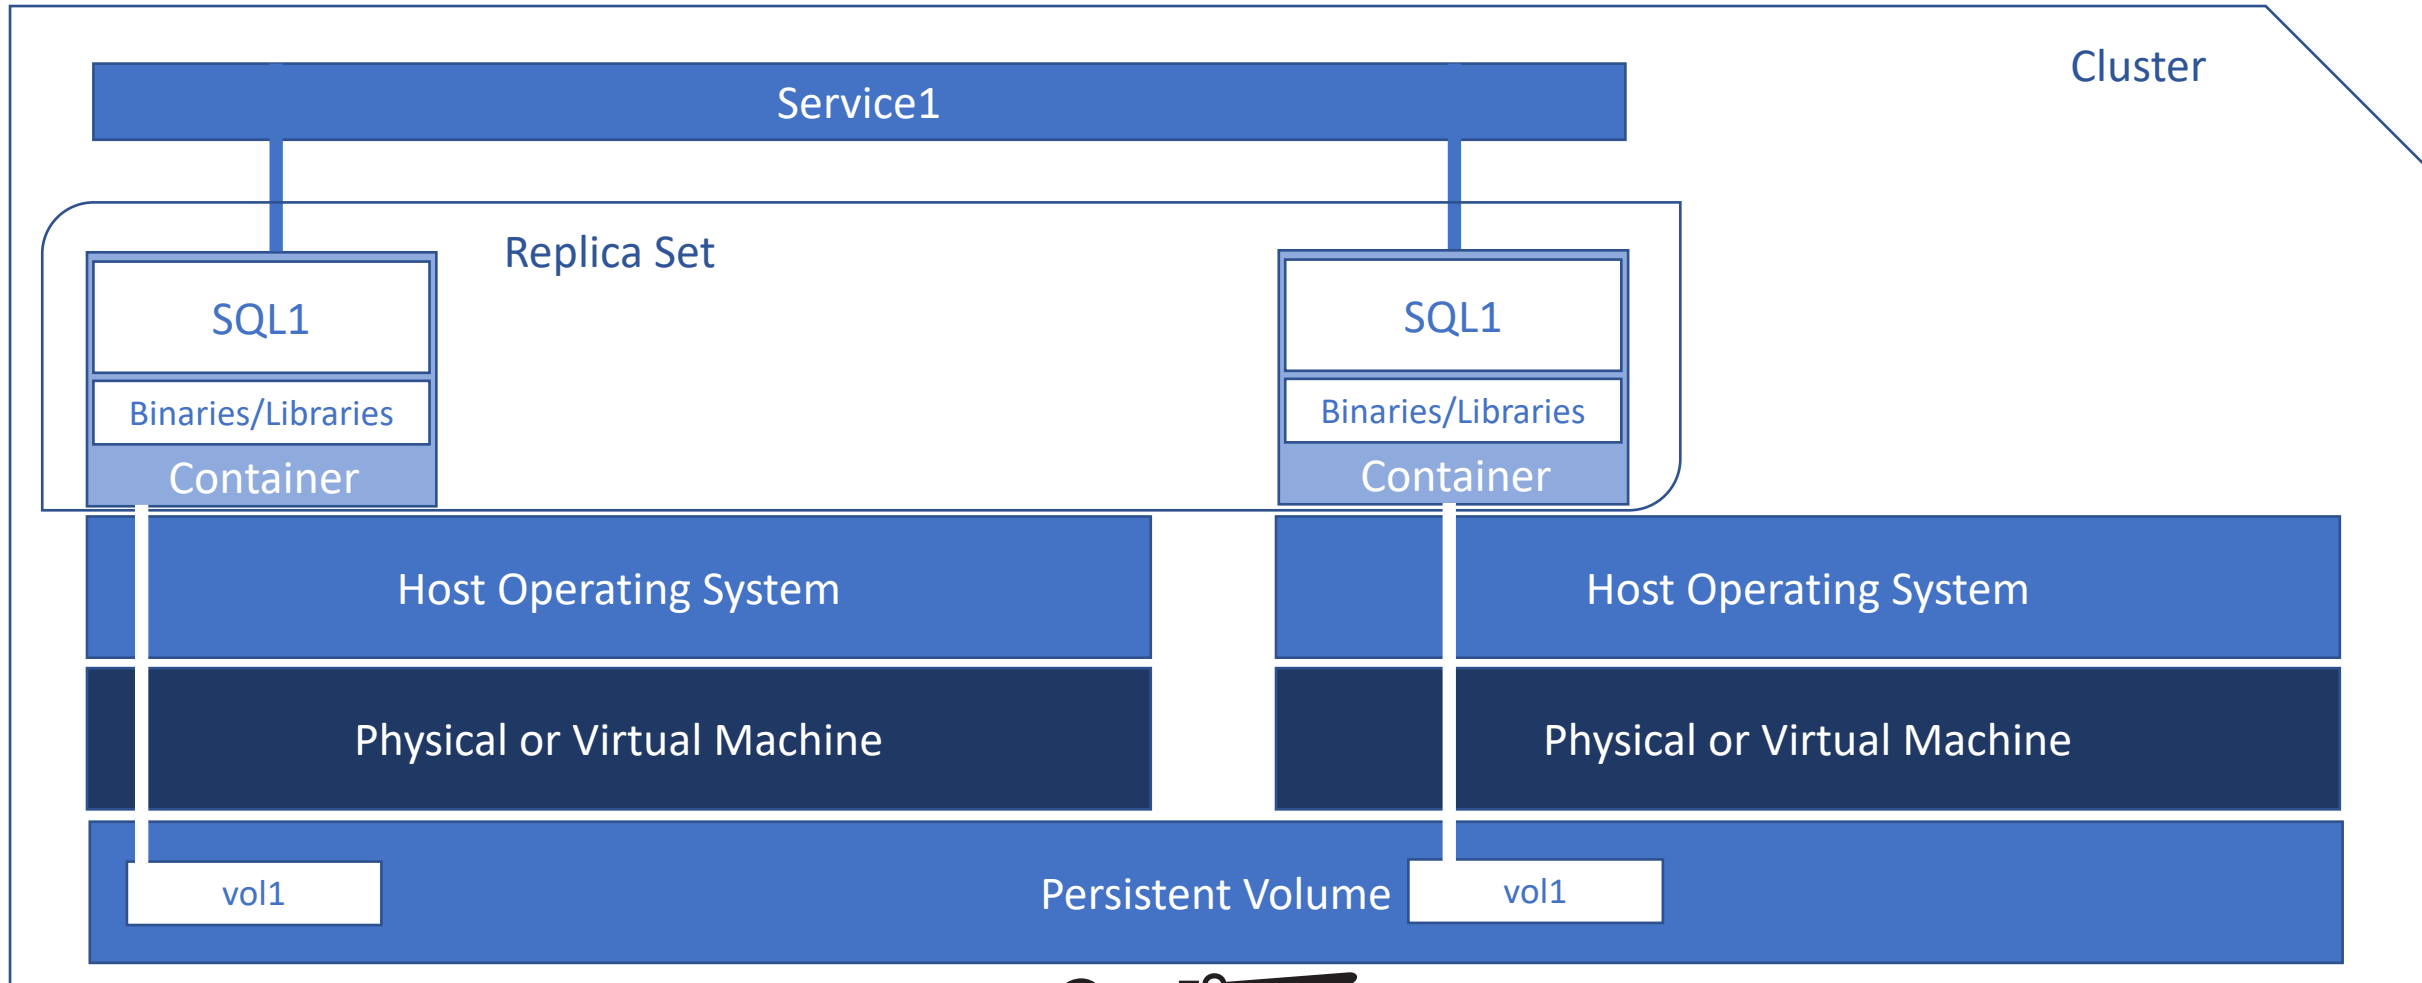 Cluster
Service1
Replica Set
SQL1
SQL1
Binaries/Libraries
Binaries/Libraries
Container
Container
Host Operating System
Host Operating System
Physical or Virtual Machine
Physical or Virtual Machine
vol1
Persistent Volume
vol1